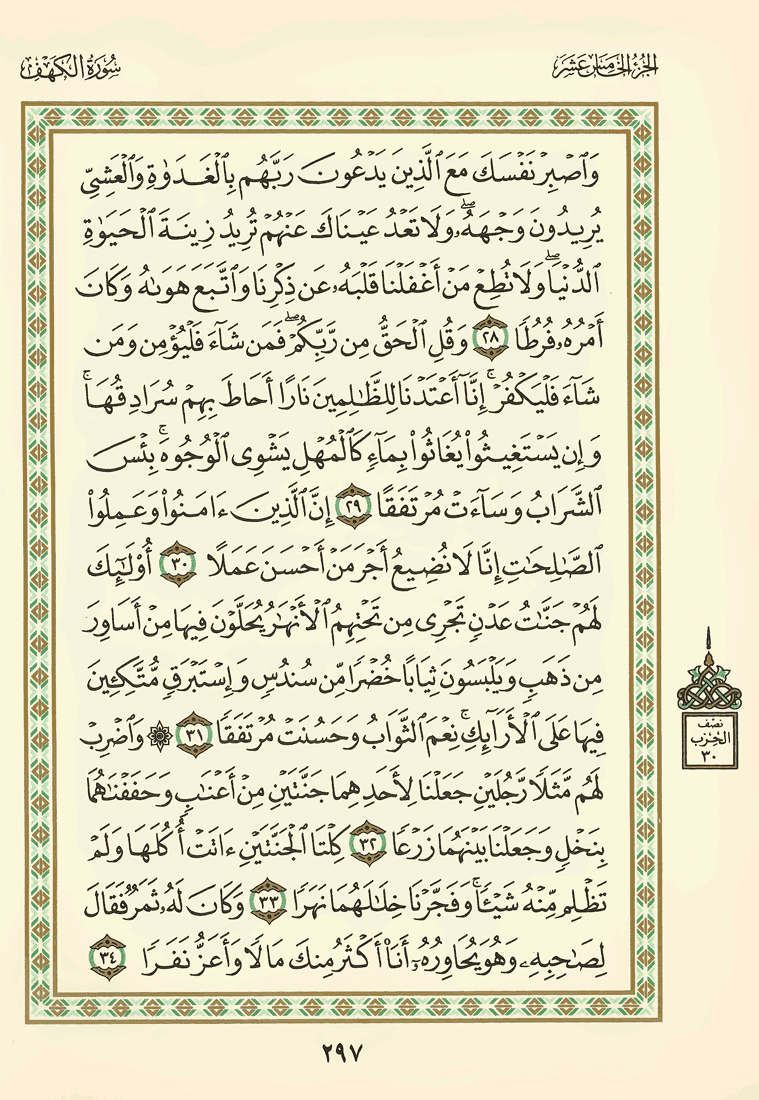 الجزء الخامس عشر
سورة الكهف
وَٱصۡبِرۡ نَفۡسَكَ مَعَ ٱلَّذِينَ يَدۡعُونَ رَبَّهُم بِٱلۡغَدَوٰةِ وَٱلۡعَشِيِّ
يُرِيدُونَ وَجۡهَهُۥۖ وَلَا تَعۡدُ عَيۡنَاكَ عَنۡهُمۡ تُرِيدُ زِينَةَ ٱلۡحَيَوٰةِ
ٱلدُّنۡيَاۖ وَلَا تُطِعۡ مَنۡ أَغۡفَلۡنَا قَلۡبَهُۥ عَن ذِكۡرِنَا وَٱتَّبَعَ هَوَىٰهُ وَكَانَ
أَمۡرُهُۥ فُرُطٗا ٢٨ وَقُلِ ٱلۡحَقُّ مِن رَّبِّكُمۡۖ فَمَن شَآءَ فَلۡيُؤۡمِن وَمَن
شَآءَ فَلۡيَكۡفُرۡۚ إِنَّآ أَعۡتَدۡنَا لِلظَّٰلِمِينَ نَارًا أَحَاطَ بِهِمۡ سُرَادِقُهَاۚ
وَإِن يَسۡتَغِيثُواْ يُغَاثُواْ بِمَآءٖ كَٱلۡمُهۡلِ يَشۡوِي ٱلۡوُجُوهَۚ بِئۡسَ
ٱلشَّرَابُ وَسَآءَتۡ مُرۡتَفَقًا ٢٩ إِنَّ ٱلَّذِينَ ءَامَنُواْ وَعَمِلُواْ
ٱلصَّٰلِحَٰتِ إِنَّا لَا نُضِيعُ أَجۡرَ مَنۡ أَحۡسَنَ عَمَلًا ٣٠ أُوْلَٰٓئِكَ
لَهُمۡ جَنَّٰتُ عَدۡنٖ تَجۡرِي مِن تَحۡتِهِمُ ٱلۡأَنۡهَٰرُ يُحَلَّوۡنَ فِيهَا مِنۡ أَسَاوِرَ
مِن ذَهَبٖ وَيَلۡبَسُونَ ثِيَابًا خُضۡرٗا مِّن سُندُسٖ وَإِسۡتَبۡرَقٖ مُّتَّكِـِٔينَ
فِيهَا عَلَى ٱلۡأَرَآئِكِۚ نِعۡمَ ٱلثَّوَابُ وَحَسُنَتۡ مُرۡتَفَقٗا ٣١ ۞ وَٱضۡرِبۡ
لَهُم مَّثَلٗا رَّجُلَيۡنِ جَعَلۡنَا لِأَحَدِهِمَا جَنَّتَيۡنِ مِنۡ أَعۡنَٰبٖ وَحَفَفۡنَٰهُمَا
بِنَخۡلٖ وَجَعَلۡنَا بَيۡنَهُمَا زَرۡعٗا ٣٢ كِلۡتَا ٱلۡجَنَّتَيۡنِ ءَاتَتۡ أُكُلَهَا وَلَمۡ
تَظۡلِم مِّنۡهُ شَيۡـٔٗاۚ وَفَجَّرۡنَا خِلَٰلَهُمَا نَهَرٗا ٣٣ وَكَانَ لَهُۥ ثَمَرٞ فَقَالَ
لِصَٰحِبِهِۦ وَهُوَ يُحَاوِرُهُۥٓ أَنَا۠ أَكۡثَرُ مِنكَ مَالٗا وَأَعَزُّ نَفَرٗا ٣٤
نصف
الحزب
٣٠
٢٩٧